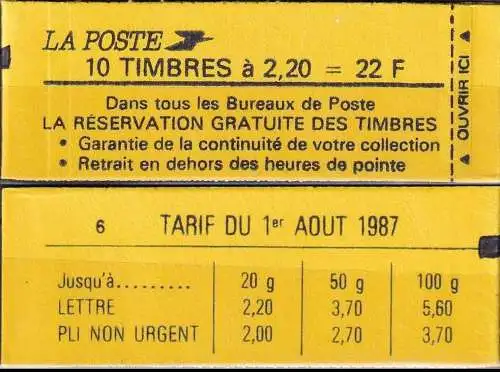 LA POSTE
10 TIMBRES à 2,20 = 22 F
Dans tous les Bureaux de Poste
LA RÉSERVATION GRATUITE DES TIMBRES
• Garantie de la continuité de votre collection
• Retrait en dehors des heures de pointe
▲ OUVRIR ICI ▲
6 TARIF DU 1er AOUT 1987
Jusqu'à......... 20 g 50 g 100 g
LETTRE 2,20 3,70 5,60
PLI NON URGENT 2,00 2,70 3,70